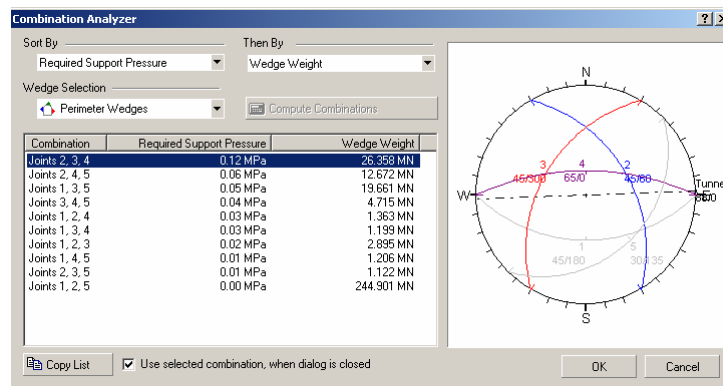 Combination Analyzer
Sort By
Then By
Required Support Pressure
Wedge Weight
Wedge Selection
Perimeter Wedges
Compute Combinations
Combination Required Support Pressure Wedge Weight
Joints 2, 3, 4 0.12 MPa 26.358 MN
Joints 2, 4, 5 0.06 MPa 12.672 MN
Joints 1, 3, 5 0.05 MPa 19.661 MN
Joints 3, 4, 5 0.04 MPa 4.715 MN
Joints 1, 2, 4 0.03 MPa 1.363 MN
Joints 1, 3, 4 0.03 MPa 1.199 MN
Joints 1, 2, 3 0.02 MPa 2.895 MN
Joints 1, 4, 5 0.01 MPa 1.206 MN
Joints 2, 3, 5 0.01 MPa 1.122 MN
Joints 1, 2, 5 0.00 MPa 244.901 MN
N
3 4 2
45/300 65/0 45/60
Tunne
W E
1 5
45/180 30/135
S
Copy List
Use selected combination, when dialog is closed
OK
Cancel